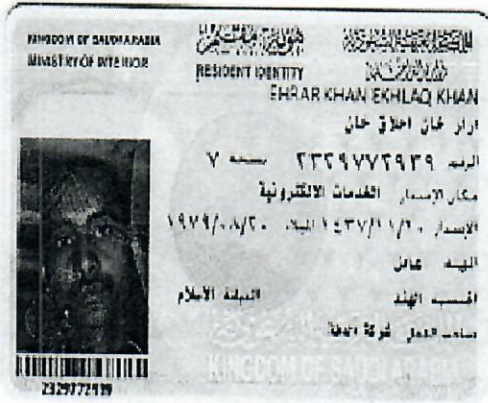 KINGDOM OF SAUDI ARABIA
MINISTRY OF INTERIOR
RESIDENT IDENTITY
EHRAR KHAN EKHLAQ KHAN
ارار خان اخلاق خان
الرقم ٢٣٢٩٧٧٢٩٣٩ نسخة ٧
مكان الإصدار الخدمات الالكترونية
الإصدار ١٤٣٧/١١/٢٠ الميلاد ١٩٧٩/٠٨/٢٠
المهنة عامل
الجنسية الهند الديانة الاسلام
صاحب العمل شركة
KINGDOM OF SAUDI ARABIA
2329772939